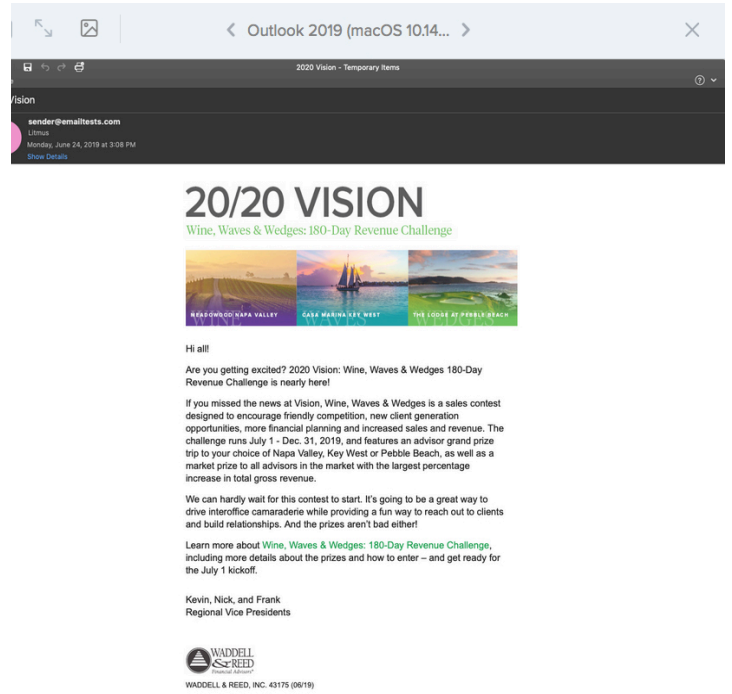 Outlook 2019 (macOS 10.14...
2020 Vision - Temporary Items
Vision
sender@emailtests.com
Litmus
Monday, June 24, 2019 at 3:08 PM
Show Details
20/20 VISION
Wine, Waves & Wedges: 180-Day Revenue Challenge
MEADOWOOD NAPA VALLEY
WINE
CASA MARINA KEY WEST
WAVES
THE LODGE AT PEBBLE BEACH
WEDGES
Hi all!
Are you getting excited? 2020 Vision: Wine, Waves & Wedges 180-Day
Revenue Challenge is nearly here!
If you missed the news at Vision, Wine, Waves & Wedges is a sales contest
designed to encourage friendly competition, new client generation
opportunities, more financial planning and increased sales and revenue. The
challenge runs July 1 - Dec. 31, 2019, and features an advisor grand prize
trip to your choice of Napa Valley, Key West or Pebble Beach, as well as a
market prize to all advisors in the market with the largest percentage
increase in total gross revenue.
We can hardly wait for this contest to start. It's going to be a great way to
drive interoffice camaraderie while providing a fun way to reach out to clients
and build relationships. And the prizes aren't bad either!
Learn more about Wine, Waves & Wedges: 180-Day Revenue Challenge,
including more details about the prizes and how to enter – and get ready for
the July 1 kickoff.
Kevin, Nick, and Frank
Regional Vice Presidents
WADDELL
& REED
Financial Advisors®
WADDELL & REED, INC. 43175 (06/19)